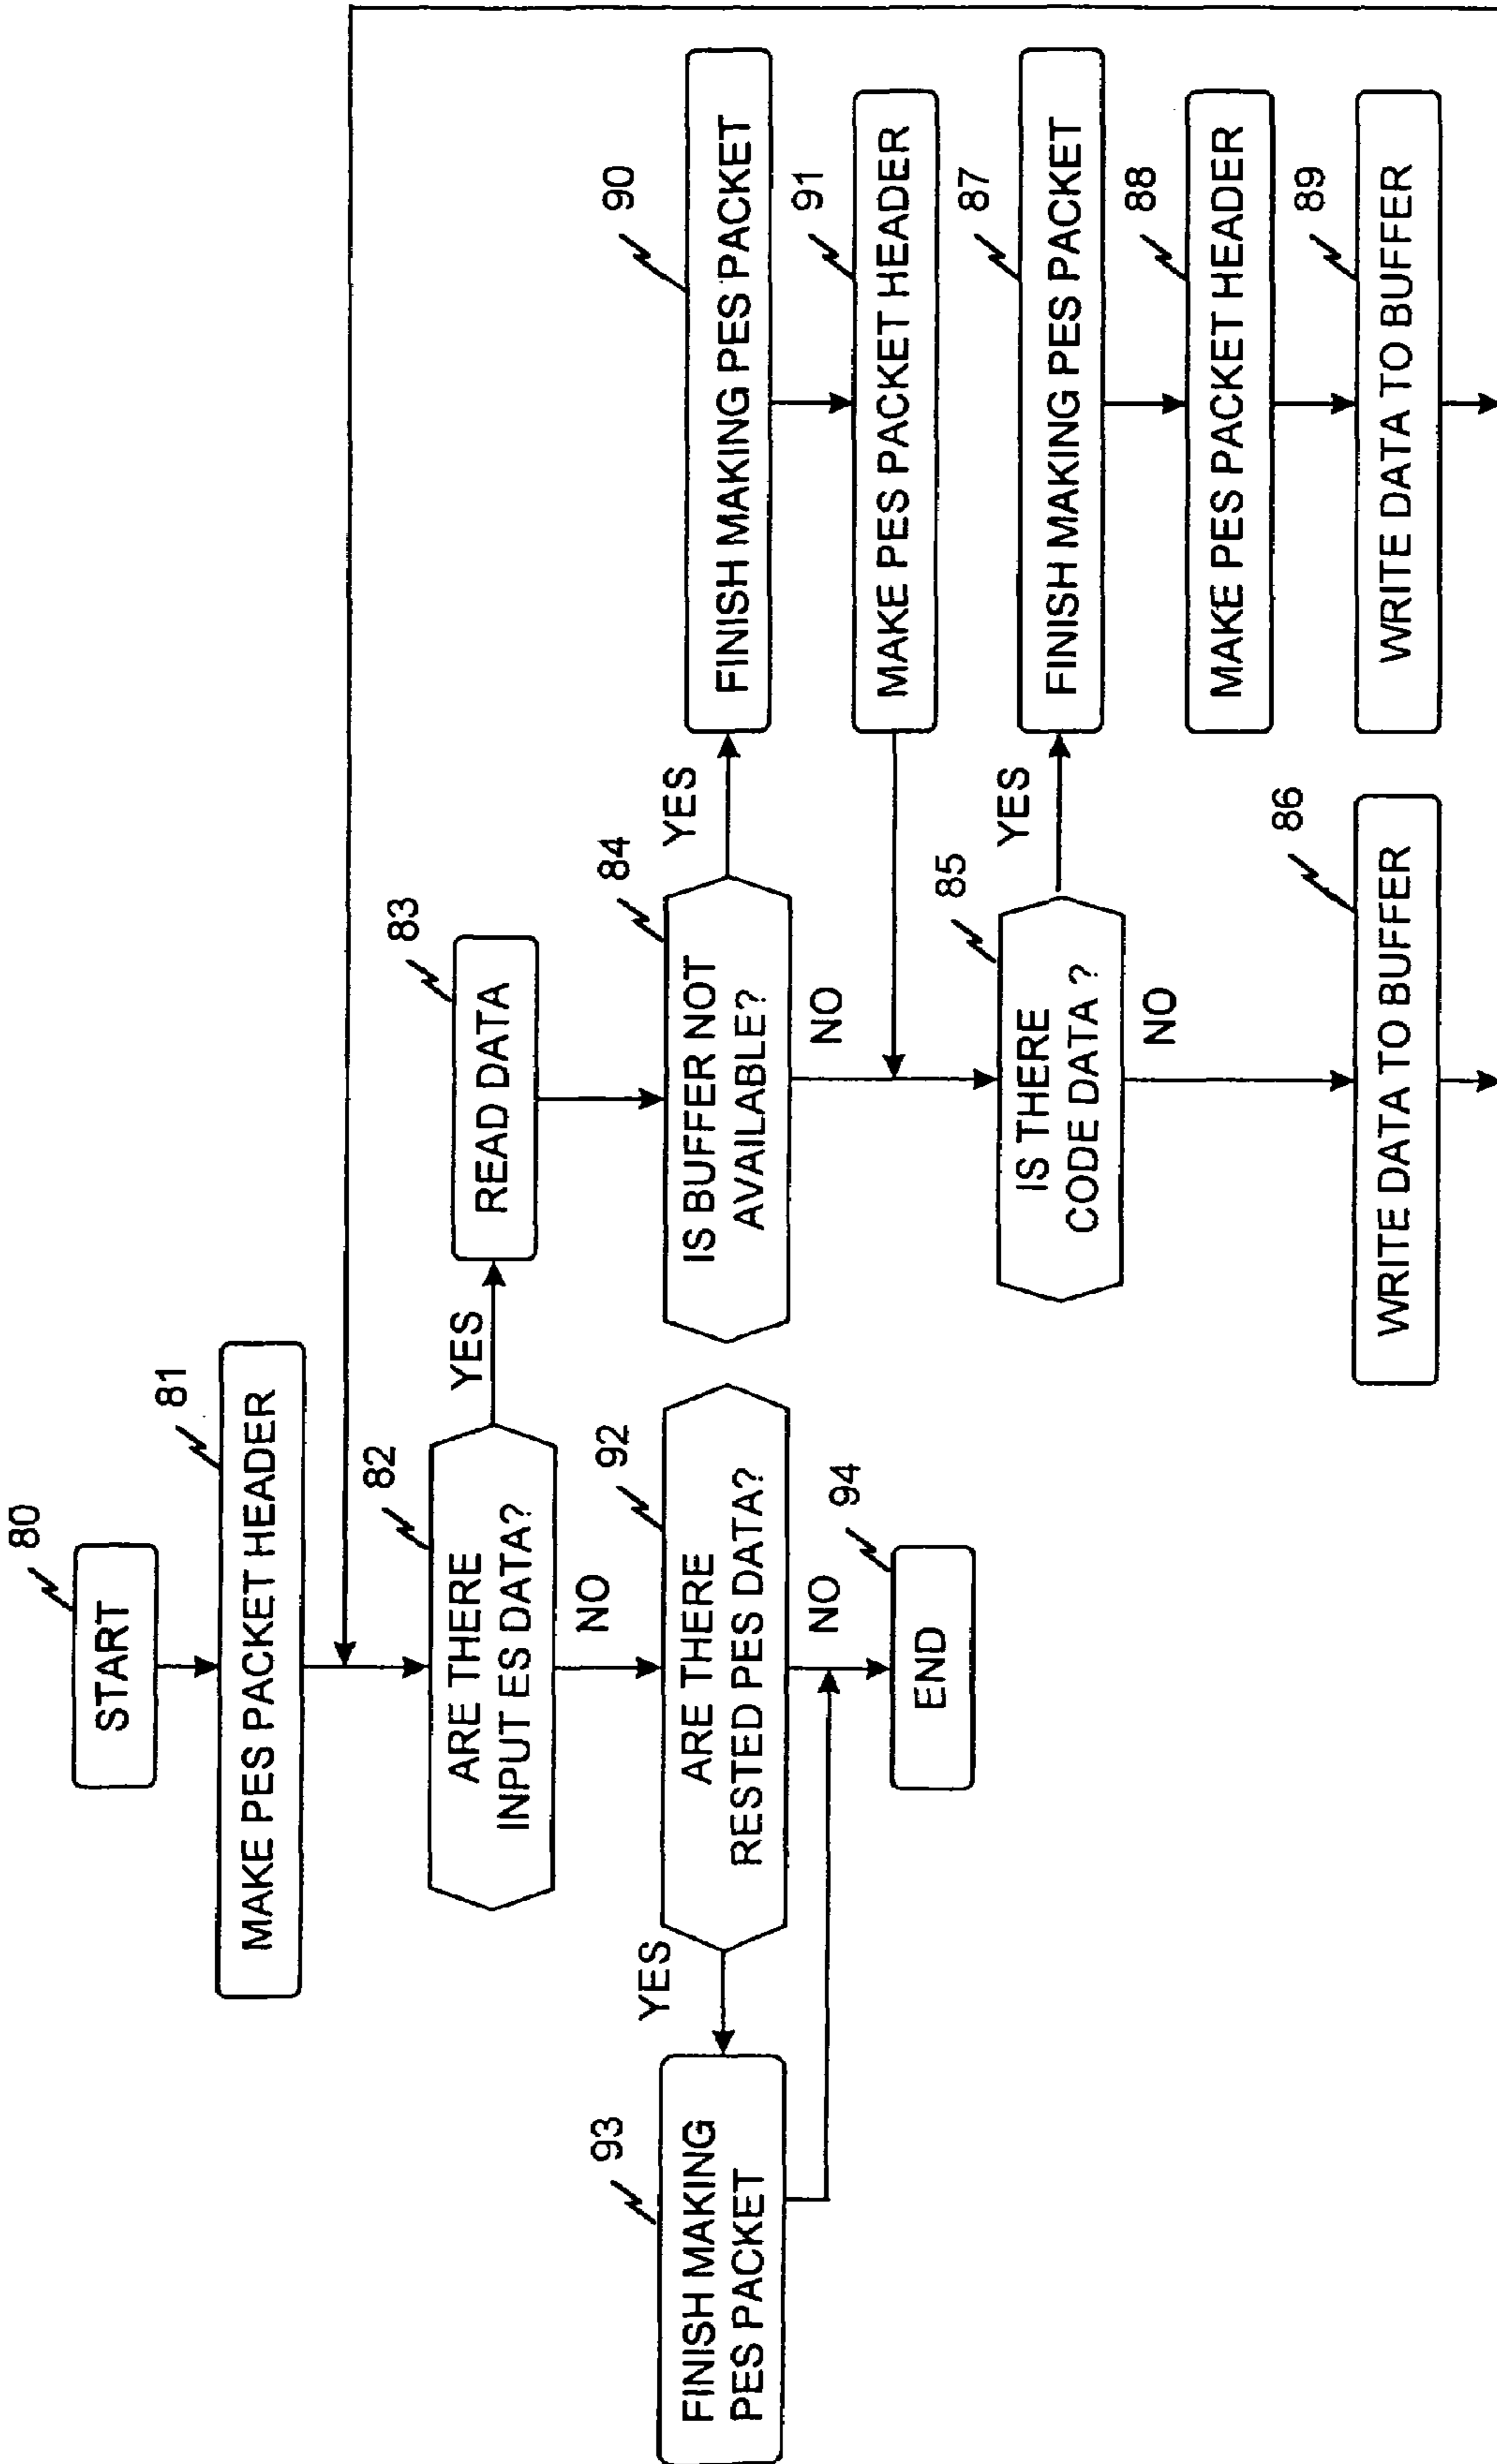 80
START
81
MAKE PES PACKET HEADER
82
ARE THERE
INPUT ES DATA?
YES
NO
83
READ DATA
84
IS BUFFER NOT
AVAILABLE?
YES
NO
90
FINISH MAKING PES PACKET
91
MAKE PES PACKET HEADER
85
IS THERE
CODE DATA ?
YES
NO
87
FINISH MAKING PES PACKET
88
MAKE PES PACKET HEADER
89
WRITE DATA TO BUFFER
86
WRITE DATA TO BUFFER
92
ARE THERE
RESTED PES DATA?
YES
NO
93
FINISH MAKING
PES PACKET
94
END